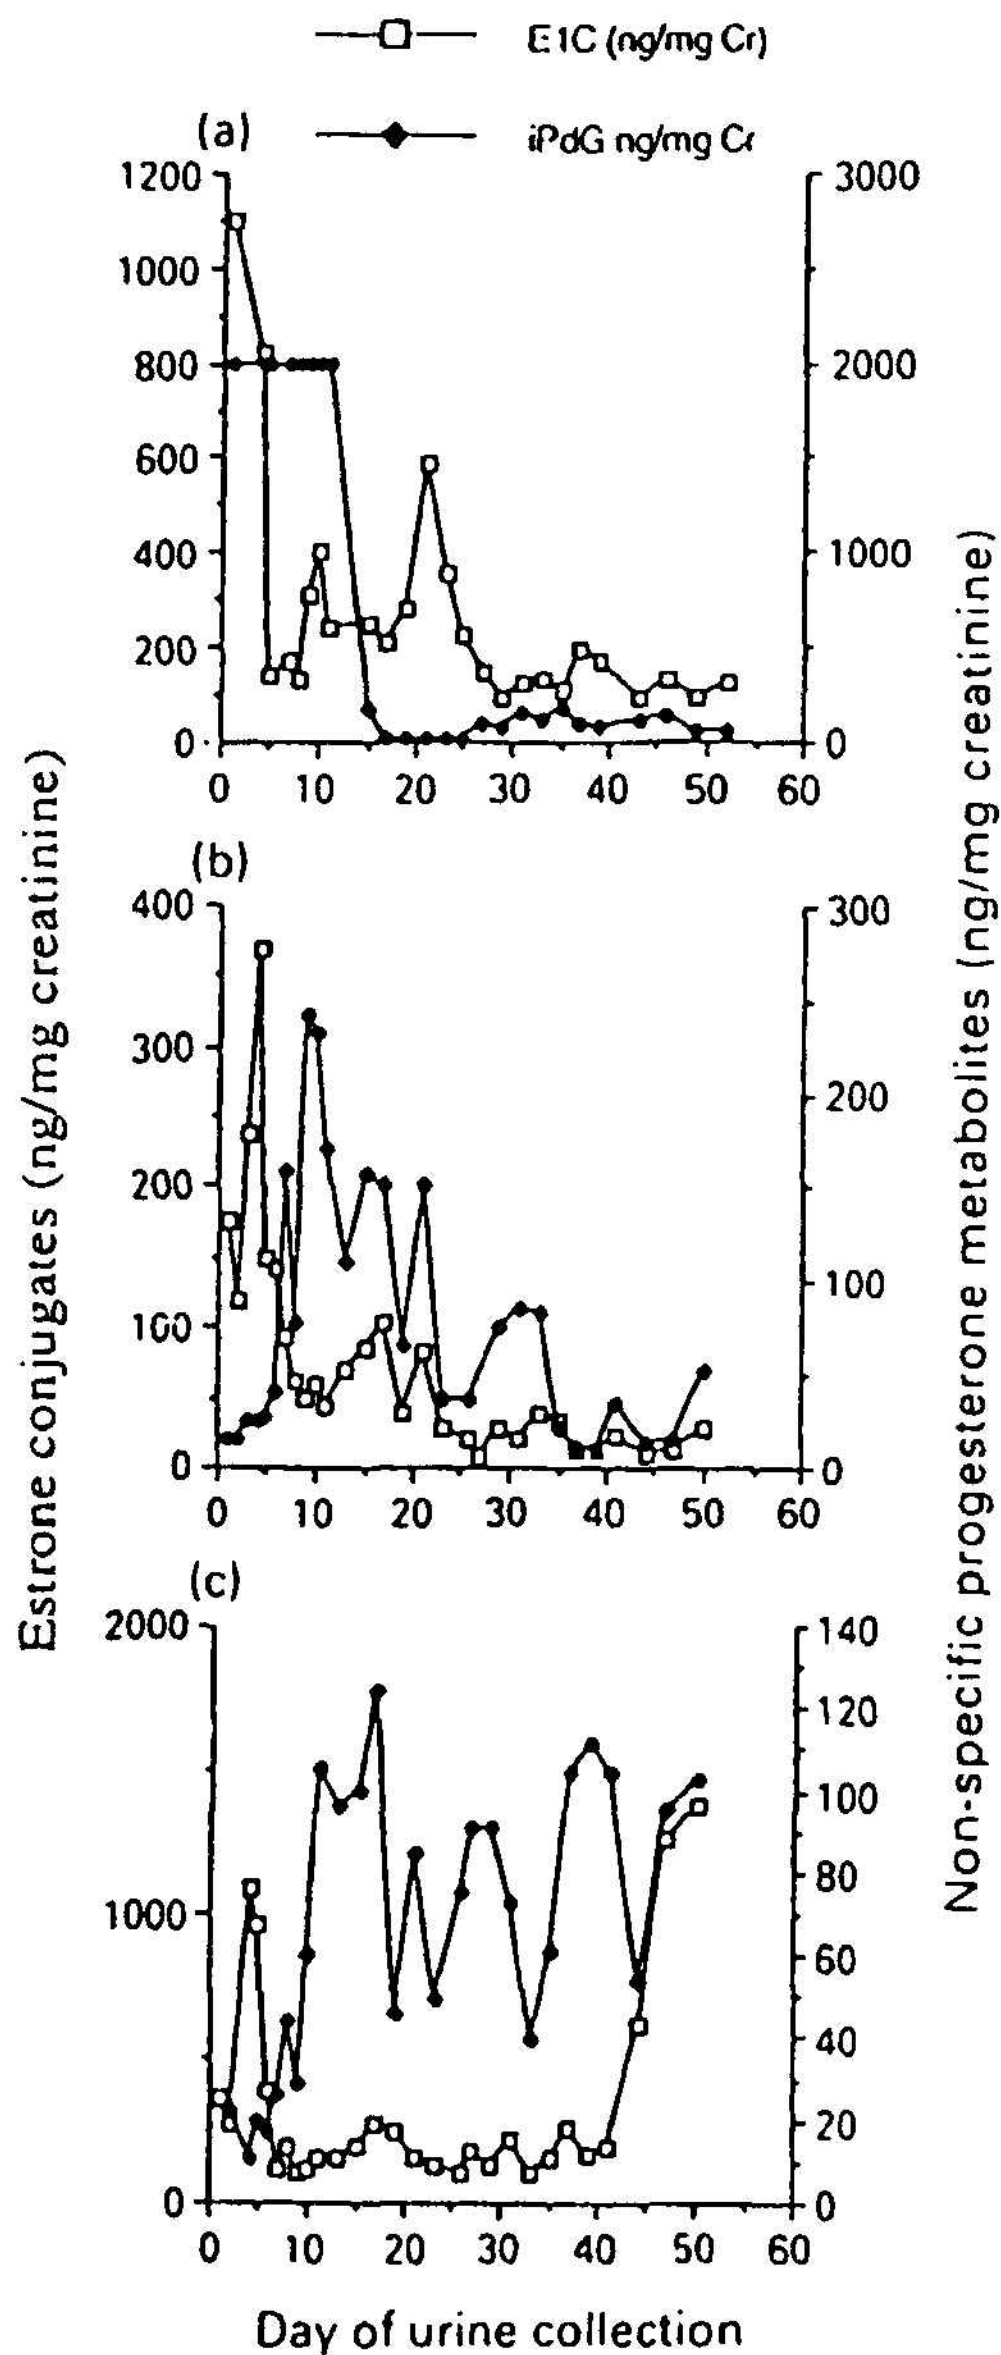 E1C (ng/mg Cr)
iPdG ng/mg Cr
(a)
1200
1000
800
600
400
200
0
3000
2000
1000
0
0 10 20 30 40 50 60
(b)
400
300
200
100
0
300
200
100
0
0 10 20 30 40 50 60
(c)
2000
1000
0
140
120
100
80
60
40
20
0
0 10 20 30 40 50 60
Day of urine collection
Estrone conjugates (ng/mg creatinine)
Non-specific progesterone metabolites (ng/mg creatinine)